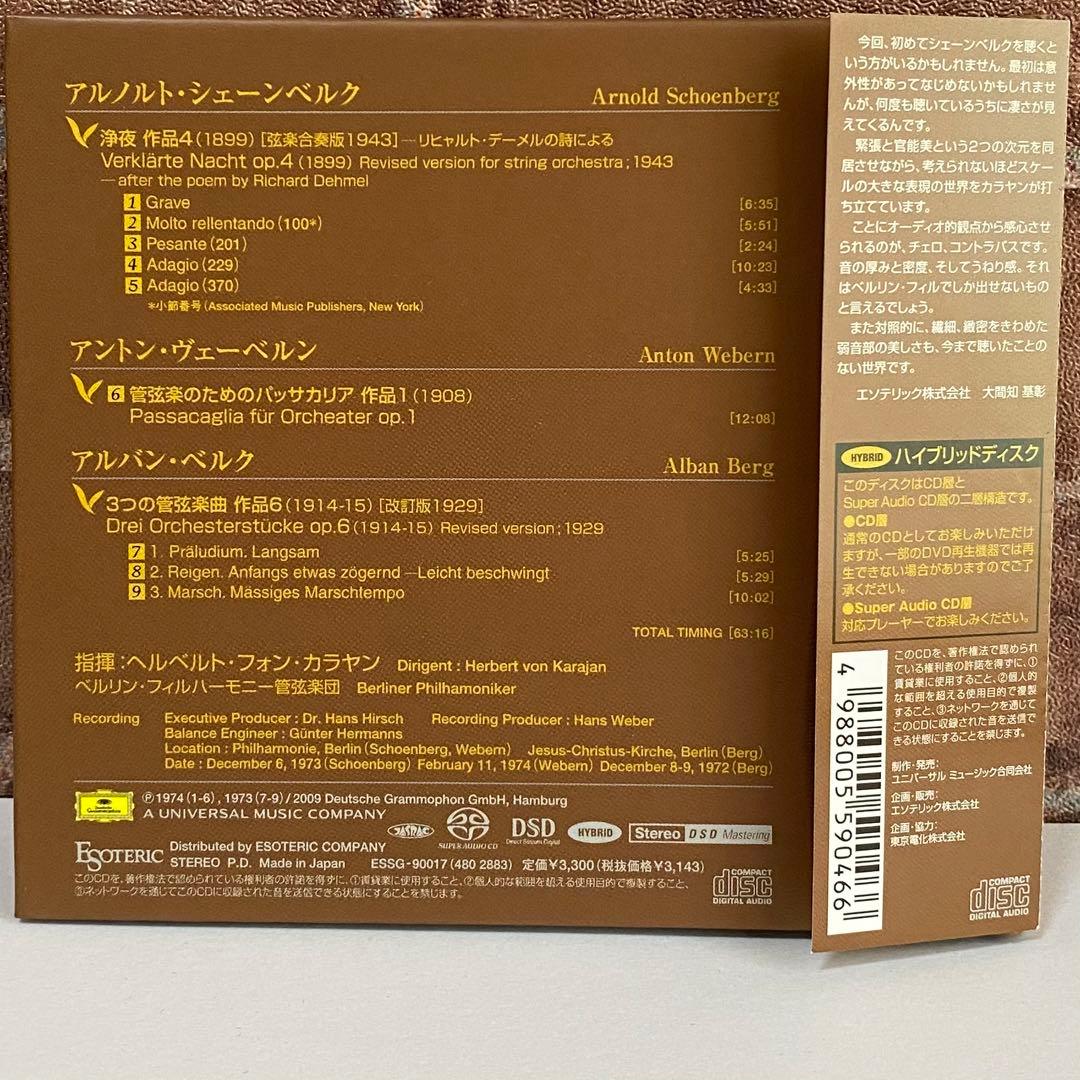 アルノルト・シェーンベルク Arnold Schoenberg
浄夜 作品4 (1899) [弦楽合奏版1943] ―リヒャルト・デーメルの詩による
Verklärte Nacht op.4 (1899) Revised version for string orchestra ; 1943
―after the poem by Richard Dehmel
1 Grave [6:35]
2 Molto rellentando (100*) [5:51]
3 Pesante (201) [2:24]
4 Adagio (229) [10:23]
5 Adagio (370) [4:33]
*小節番号 (Associated Music Publishers, New York)
アントン・ヴェーベルン Anton Webern
6 管弦楽のためのパッサカリア 作品1 (1908)
Passacaglia für Orcheater op.1 [12:08]
アルバン・ベルク Alban Berg
3つの管弦楽曲 作品6 (1914-15) [改訂版1929]
Drei Orchesterstücke op.6 (1914-15) Revised version ; 1929
7 1. Präludium. Langsam [5:25]
8 2. Reigen. Anfangs etwas zögernd ―Leicht beschwingt [5:29]
9 3. Marsch. Mässiges Marschtempo [10:02]
TOTAL TIMING [63:16]
指揮:ヘルベルト・フォン・カラヤン Dirigent : Herbert von Karajan
ベルリン・フィルハーモニー管弦楽団 Berliner Philhamoniker
Recording Executive Producer : Dr. Hans Hirsch Recording Producer : Hans Weber
Balance Engineer : Günter Hermanns
Location : Philharmonie, Berlin (Schoenberg, Webern) Jesus-Christus-Kirche, Berlin (Berg)
Date : December 6, 1973 (Schoenberg) February 11, 1974 (Webern) December 8-9, 1972 (Berg)
Deutsche Grammophon
℗ 1974 (1-6) , 1973 (7-9) / 2009 Deutsche Grammophon GmbH, Hamburg
A UNIVERSAL MUSIC COMPANY
JASRAC SUPER AUDIO CD DSD Direct Stream Digital HYBRID Stereo DSD Mastering
ESOTERIC Distributed by ESOTERIC COMPANY
STEREO P.D. Made in Japan ESSG-90017 (480 2883) 定価¥3,300 (税抜価格¥3,143)
このCDを、著作権法で認められている権利者の許諾を得ずに、①賃貸業に使用すること、②個人的な範囲を超える使用目的で複製すること、
③ネットワークを通じてこのCDに収録された音を送信できる状態にすることを禁じます。
COMPACT
disc
DIGITAL AUDIO
今回、初めてシェーンベルクを聴くと
いう方がいるかもしれません。最初は意
外性があってなじめないかもしれませ
んが、何度も聴いているうちに凄さが見
えてくるんです。
緊張と官能美という2つの次元を同
居させながら、考えられないほどスケー
ルの大きな表現の世界をカラヤンが打
ち立てています。
ことにオーディオ的観点から感心させ
られるのが、チェロ、コントラバスです。
音の厚みと密度、そしてうねり感。それ
はベルリン・フィルでしか出せないもの
と言えるでしょう。
また対照的に、繊細、緻密をきわめた
弱音部の美しさも、今まで聴いたことの
ない世界です。
エソテリック株式会社 大間知 基彰
HYBRID ハイブリッドディスク
このディスクはCD層と
Super Audio CD層の二層構造です。
●CD層
通常のCDとしてお楽しみいただけ
ますが、一部のDVD再生機器では再
生できない場合がありますのでご了
承ください。
●Super Audio CD層
対応プレーヤーでお楽しみください。
このCDを、著作権法で認められ
ている権利者の許諾を得ずに、①
賃貸業に使用すること、②個人的
な範囲を超える使用目的で複製
すること、③ネットワークを通じて
このCDに収録された音を送信で
きる状態にすることを禁じます。
制作・発売:
ユニバーサル ミュージック合同会社
企画・販売:
エソテリック株式会社
企画・協力:
東京電化株式会社
4 988005 590466
COMPACT
disc
DIGITAL AUDIO